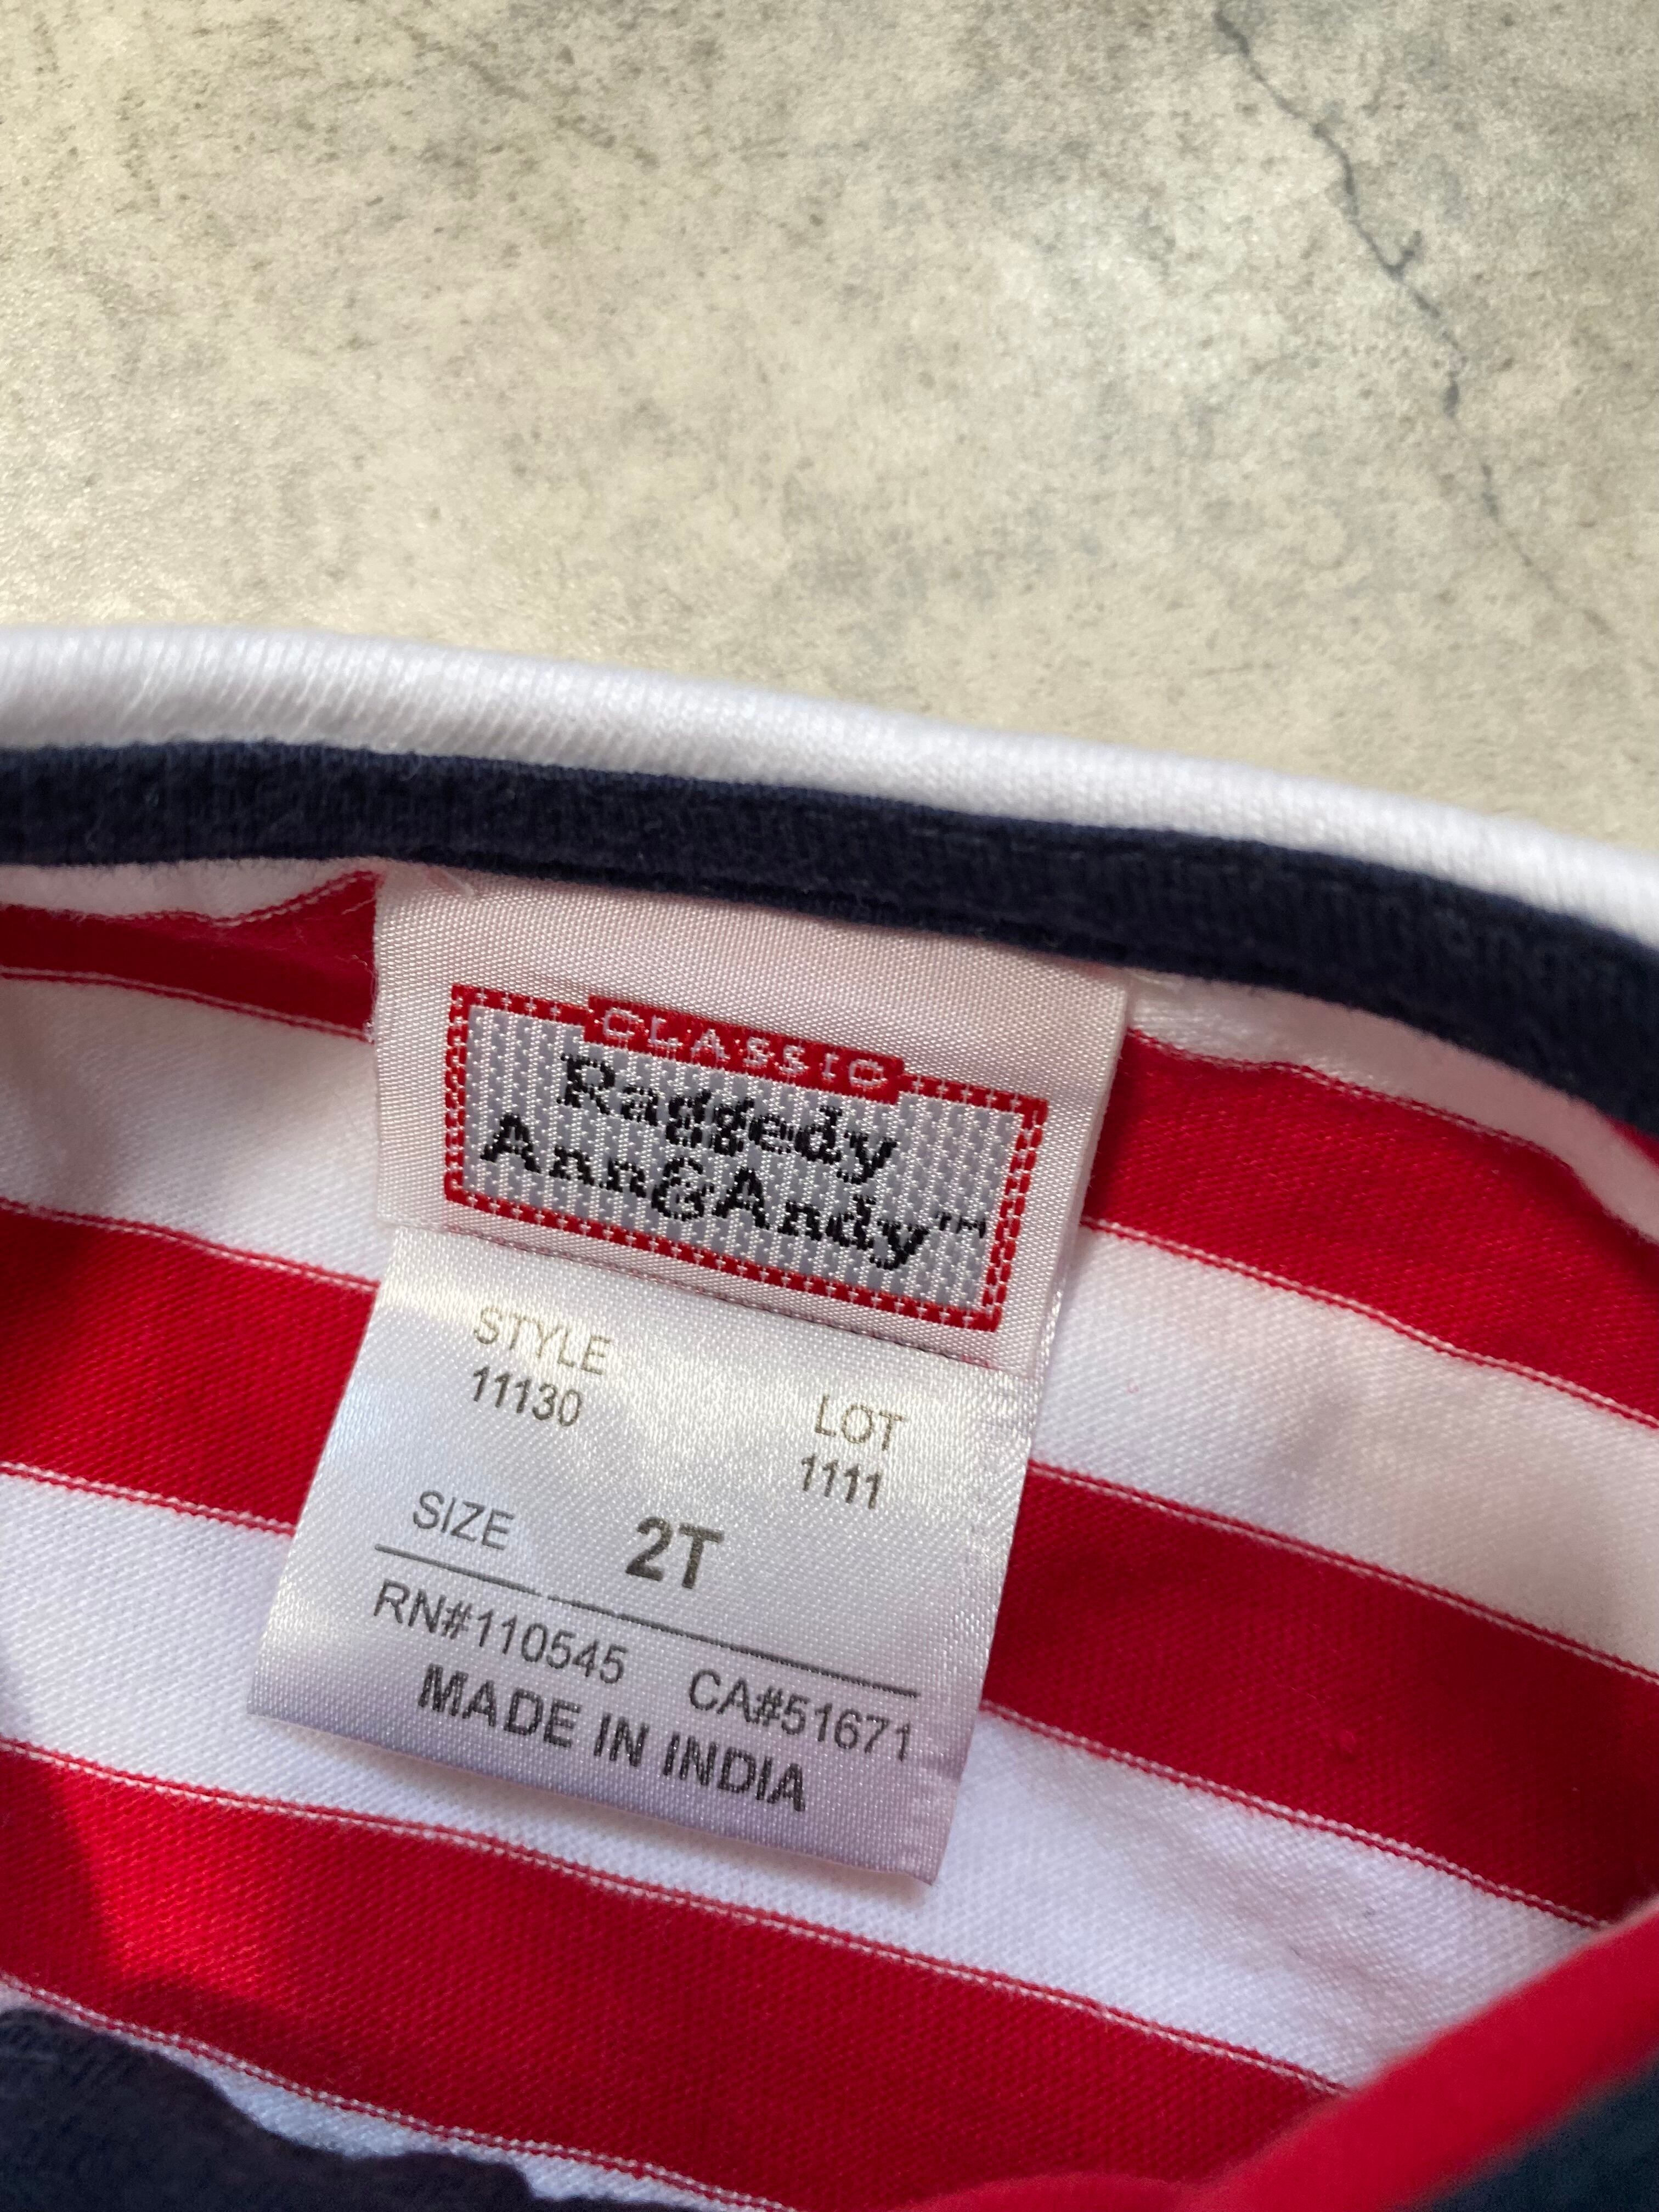 CLASSIC
Raggedy
Ann&Andy™
STYLE LOT
11130 1111
SIZE 2T
RN#110545 CA#51671
MADE IN INDIA